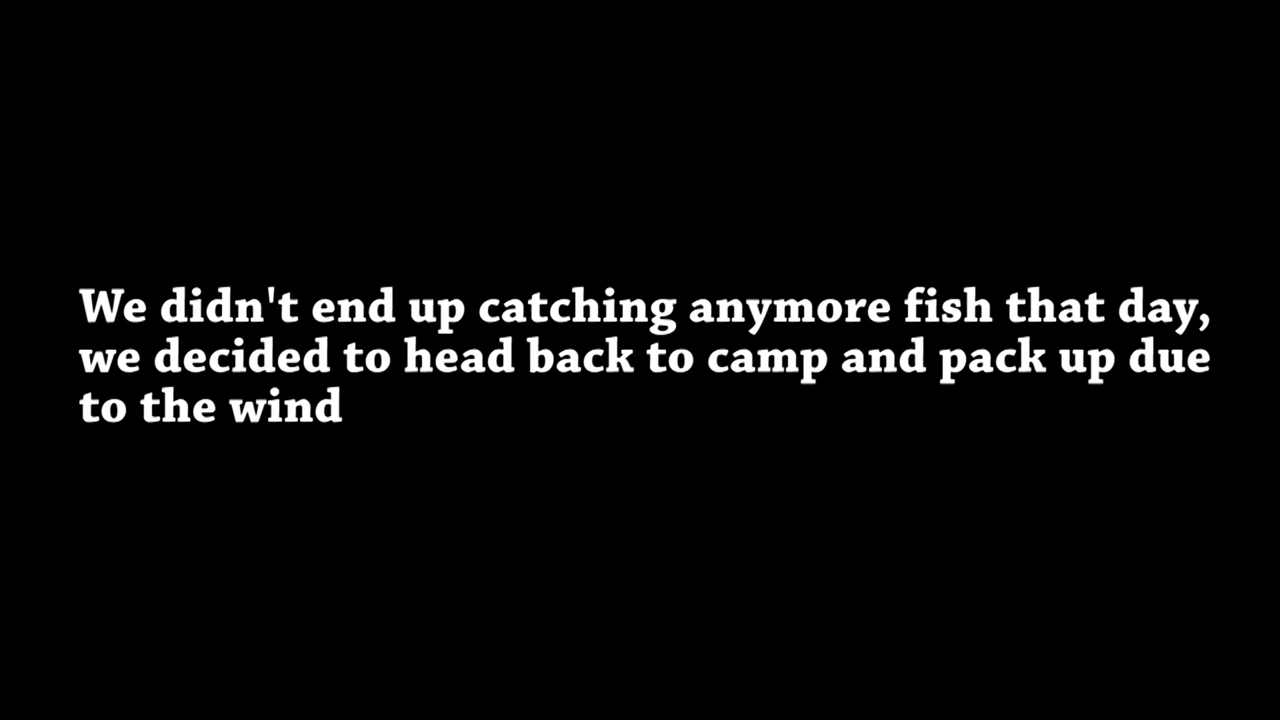 We didn't end up catching anymore fish that day,
we decided to head back to camp and pack up due
to the wind